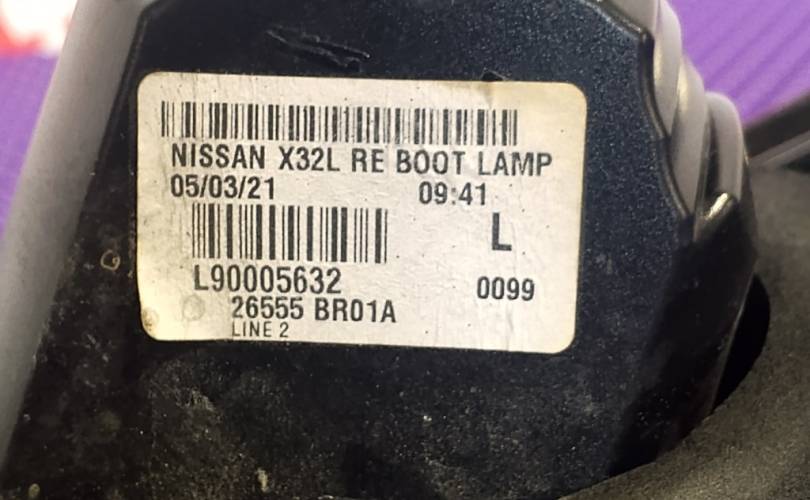 NISSAN X32L RE BOOT LAMP
05/03/21 09:41
L
L90005632
0099
26555 BR01A
LINE 2